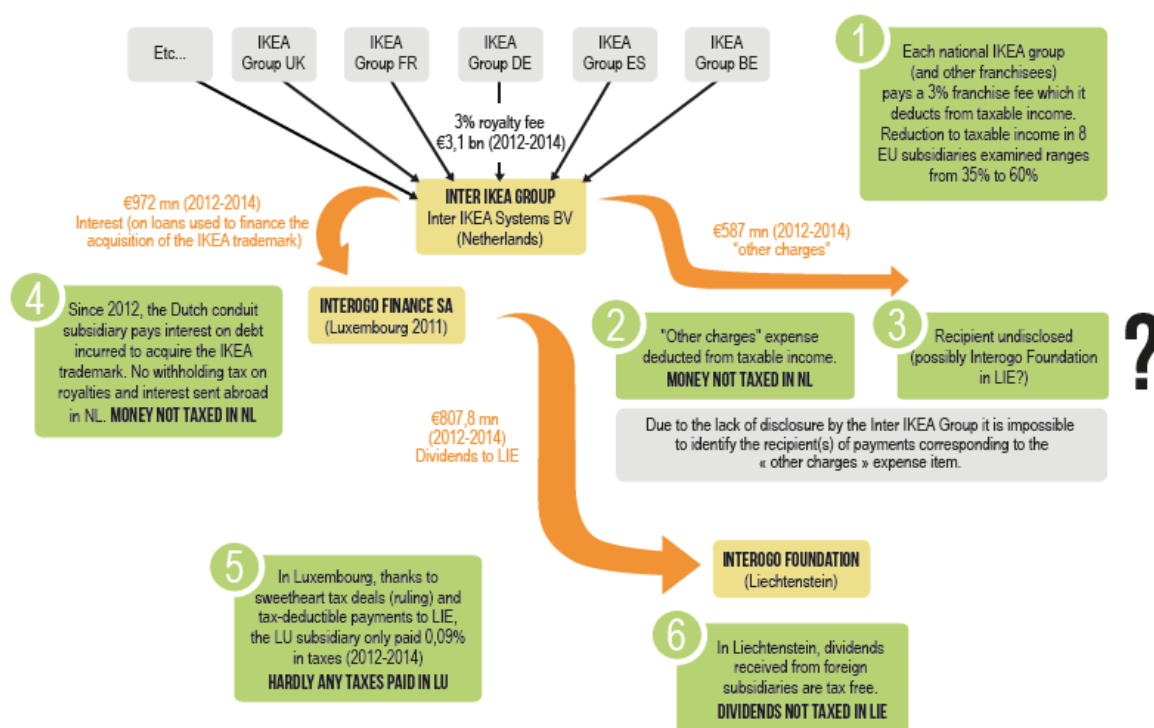 Etc...
IKEA
Group UK
IKEA
Group FR
IKEA
Group DE
IKEA
Group ES
IKEA
Group BE
1
Each national IKEA group
(and other franchisees)
pays a 3% franchise fee which it
deducts from taxable income.
Reduction to taxable income in 8
EU subsidiaries examined ranges
from 35% to 60%
3% royalty fee
€3,1 bn (2012-2014)
INTER IKEA GROUP
Inter IKEA Systems BV
(Netherlands)
€972 mn (2012-2014)
Interest (on loans used to finance the
acquisition of the IKEA trademark)
€587 mn (2012-2014)
"other charges"
4
Since 2012, the Dutch conduit
subsidiary pays interest on debt
incurred to acquire the IKEA
trademark. No withholding tax on
royalties and interest sent abroad
in NL. MONEY NOT TAXED IN NL
INTEROGO FINANCE SA
(Luxembourg 2011)
2
"Other charges" expense
deducted from taxable income.
MONEY NOT TAXED IN NL
3
Recipient undisclosed
(possibly Interogo Foundation
in LIE?)
?
Due to the lack of disclosure by the Inter IKEA Group it is impossible
to identify the recipient(s) of payments corresponding to the
« other charges » expense item.
€807,8 mn
(2012-2014)
Dividends to LIE
INTEROGO FOUNDATION
(Liechtenstein)
5
In Luxembourg, thanks to
sweetheart tax deals (ruling) and
tax-deductible payments to LIE,
the LU subsidiary only paid 0,09%
in taxes (2012-2014)
HARDLY ANY TAXES PAID IN LU
6
In Liechtenstein, dividends
received from foreign
subsidiaries are tax free.
DIVIDENDS NOT TAXED IN LIE